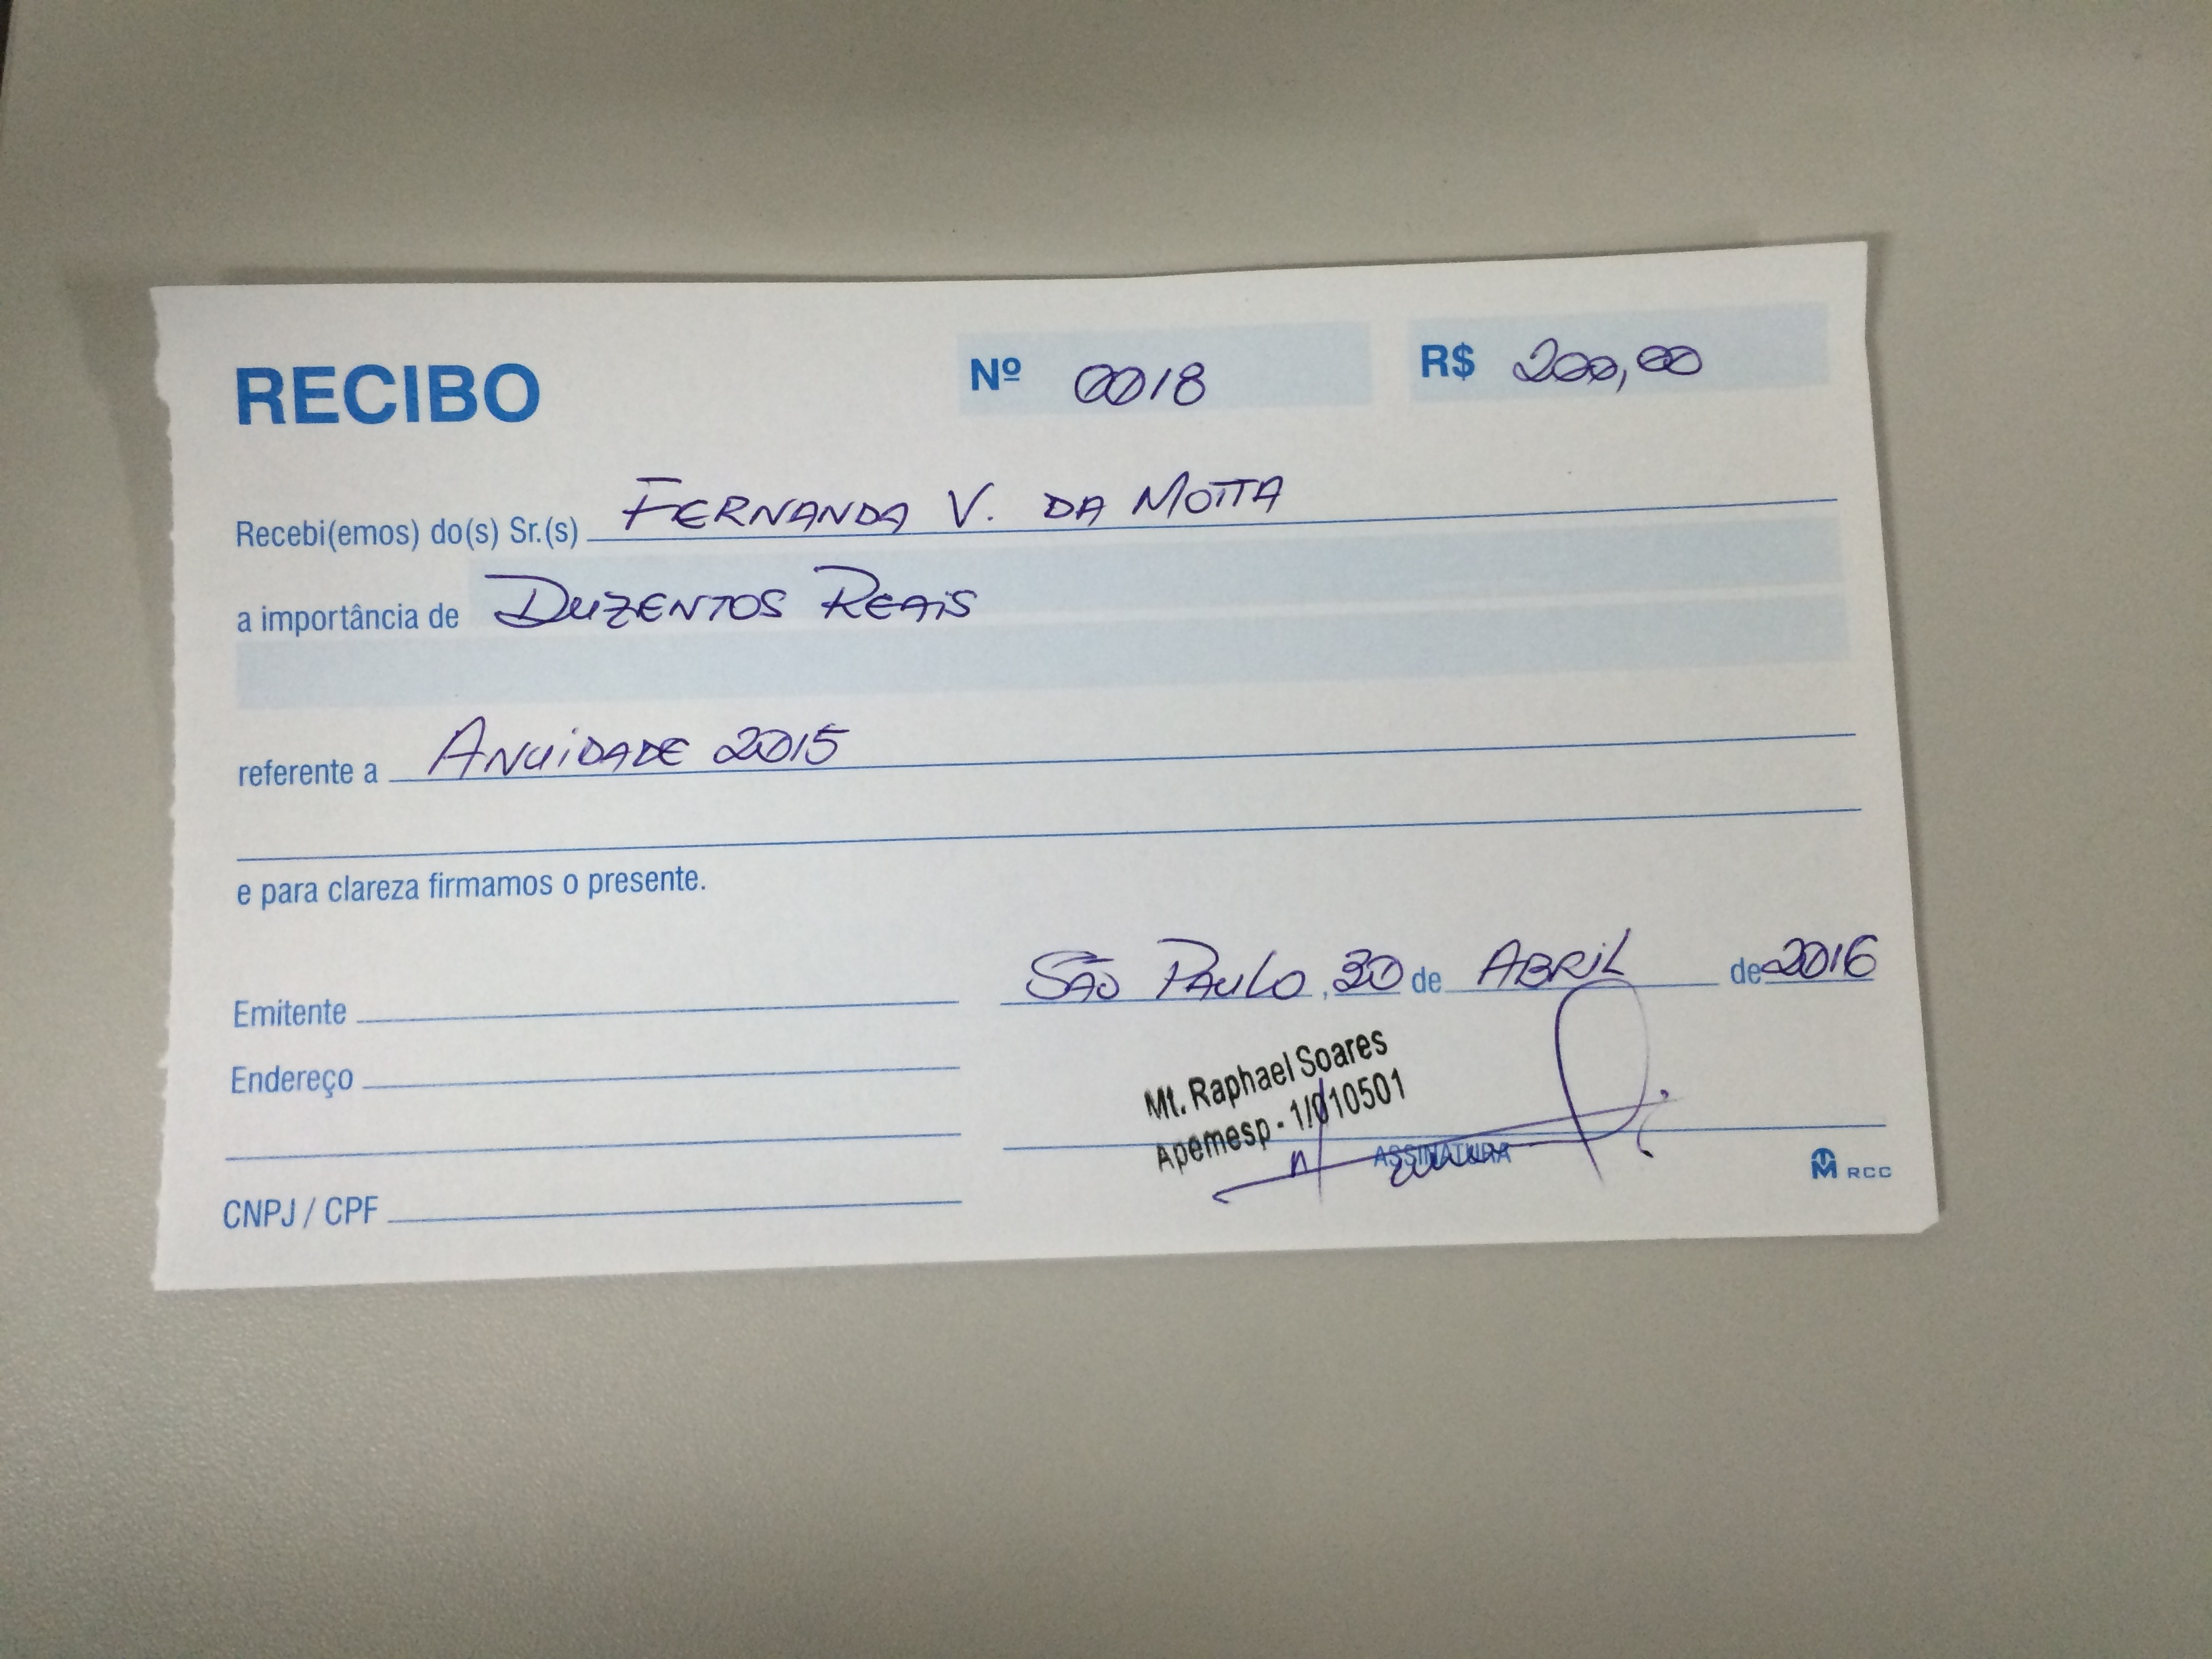 RECIBO Nº 0018 R$ 200,00
Recebi(emos) do(s) Sr.(s) FERNANDA V. DA MOTTA
a importância de DUZENTOS REAIS
referente a ANUIDADE 2015
e para clareza firmamos o presente.
SÃO PAULO, 30 de ABRIL de 2016
Emitente
Endereço
CNPJ / CPF
Mt. Raphael Soares
Apemesp - 1/010501
ASSINATURA
RCC